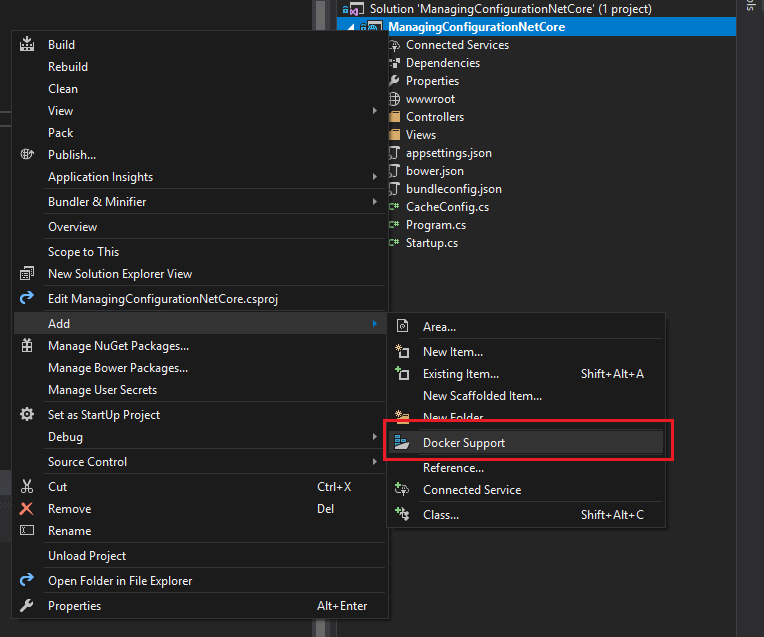 Solution 'ManagingConfigurationNetCore' (1 project)
ManagingConfigurationNetCore
Connected Services
Dependencies
Properties
wwwroot
Controllers
Views
appsettings.json
bower.json
bundleconfig.json
C# CacheConfig.cs
C# Program.cs
C# Startup.cs
Build
Rebuild
Clean
View
Pack
Publish...
Application Insights
Bundler & Minifier
Overview
Scope to This
New Solution Explorer View
Edit ManagingConfigurationNetCore.csproj
Add
Manage NuGet Packages...
Manage Bower Packages...
Manage User Secrets
Set as StartUp Project
Debug
Source Control
Cut Ctrl+X
Remove Del
Rename
Unload Project
Open Folder in File Explorer
Properties Alt+Enter
Area...
New Item...
Existing Item... Shift+Alt+A
New Scaffolded Item...
New Folder
Docker Support
Reference...
Connected Service
Class... Shift+Alt+C